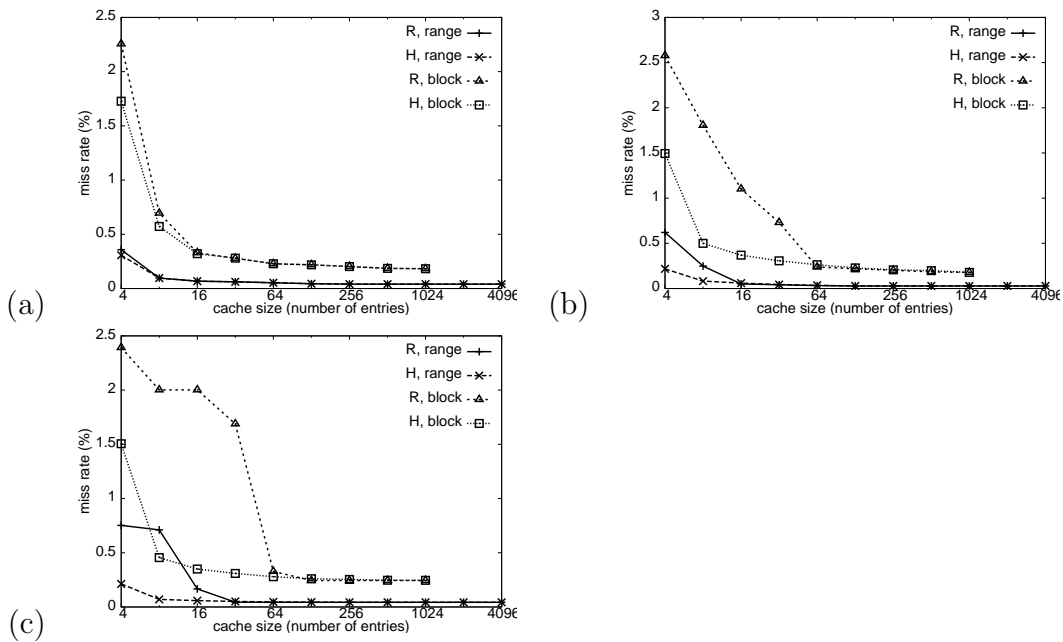 2.5
2
1.5
1
0.5
0
miss rate (%)
R, range
H, range
R, block
H, block
4 16 64 256 1024 4096
cache size (number of entries)
(a)
3
2.5
2
1.5
1
0.5
0
miss rate (%)
R, range
H, range
R, block
H, block
4 16 64 256 1024 4096
cache size (number of entries)
(b)
2.5
2
1.5
1
0.5
0
miss rate (%)
R, range
H, range
R, block
H, block
4 16 64 256 1024 4096
cache size (number of entries)
(c)